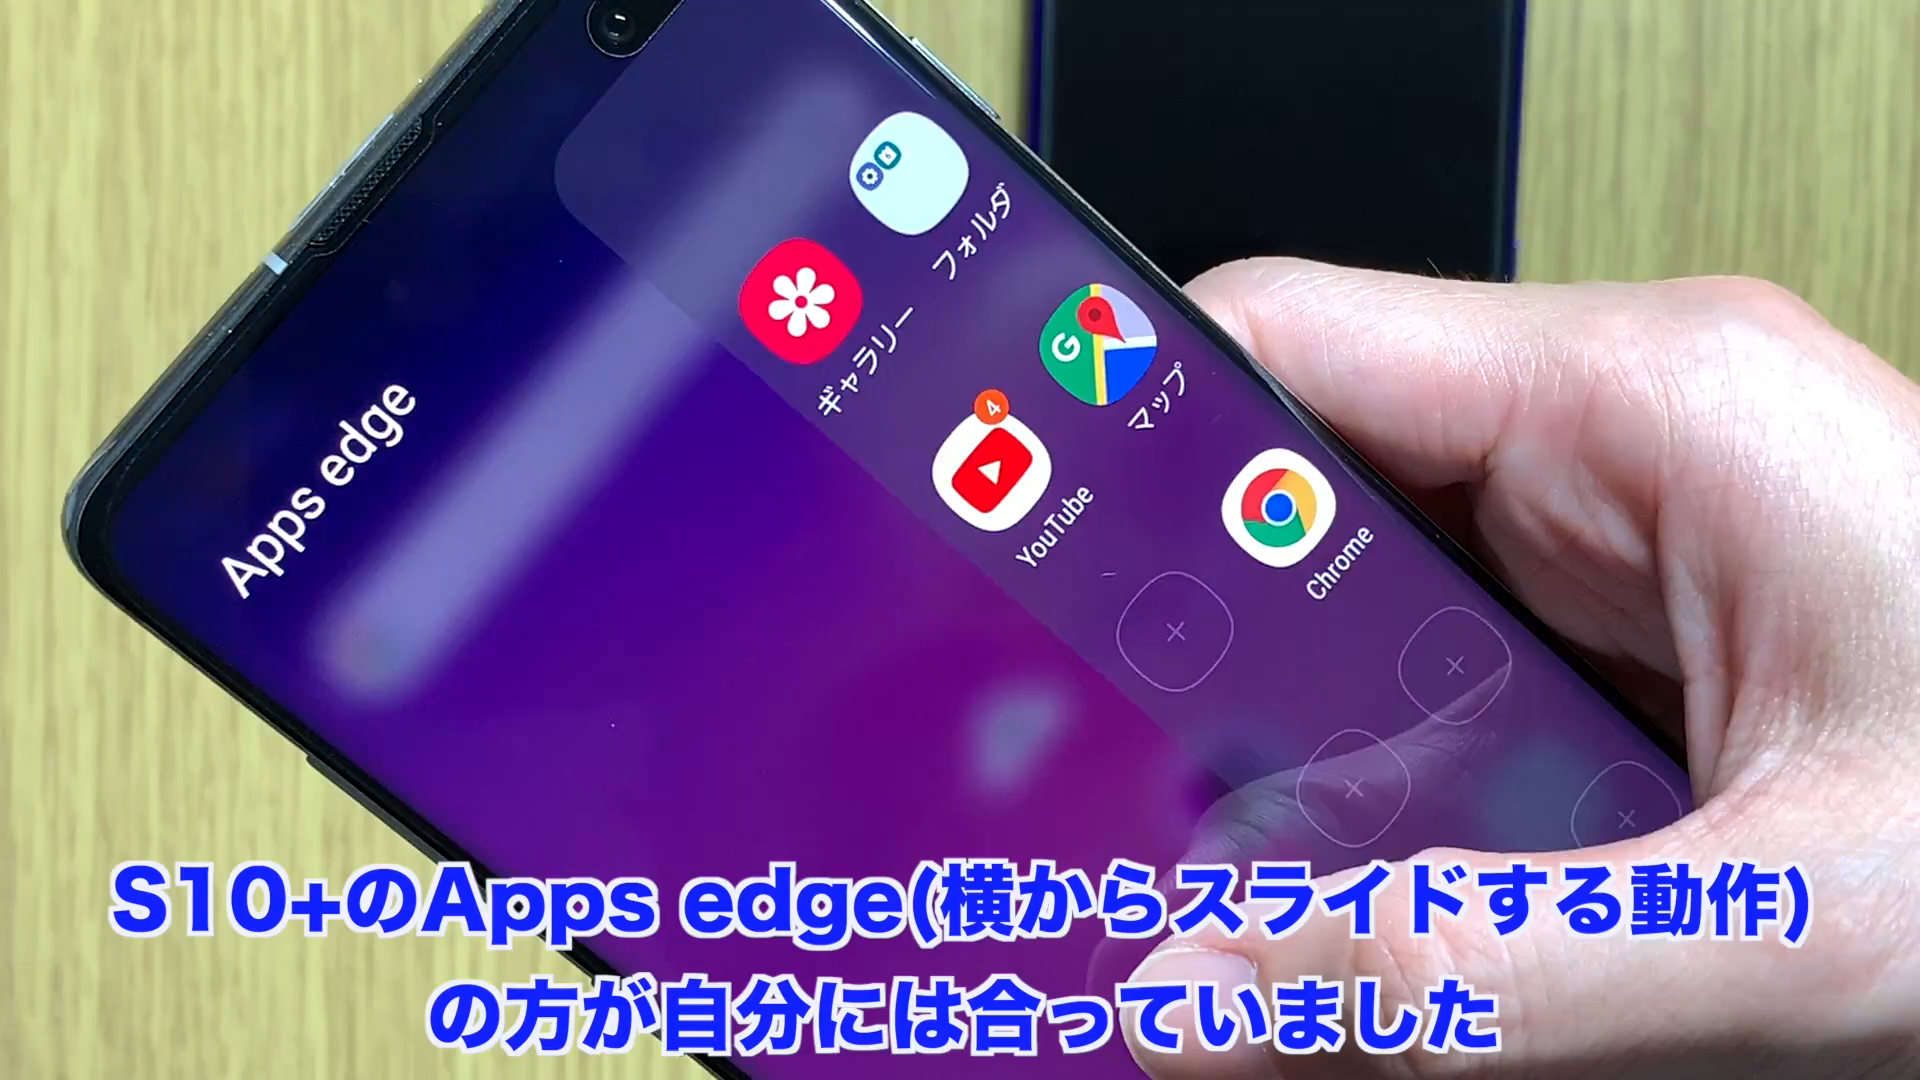 Apps edge
フォルダ
ギャラリー
G
マップ
4
YouTube
Chrome
S10+のApps edge(横からスライドする動作)
の方が自分には合っていました